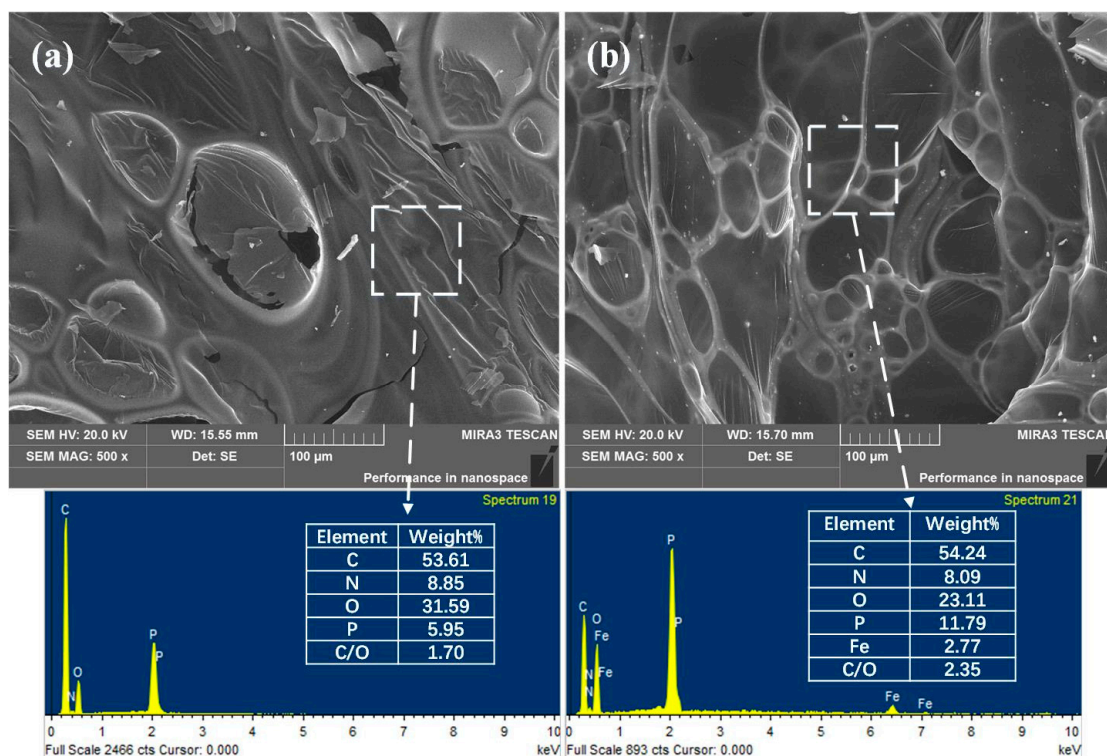 (a)
SEM HV: 20.0 kV WD: 15.55 mm MIRA3 TESCAN
SEM MAG: 500 x Det: SE 100 µm
Performance in nanospace
(b)
SEM HV: 20.0 kV WD: 15.70 mm MIRA3 TESCAN
SEM MAG: 500 x Det: SE 100 µm
Performance in nanospace
Spectrum 19
C
O
N
P
P
Element Weight%
C 53.61
N 8.85
O 31.59
P 5.95
C/O 1.70
0 1 2 3 4 5 6 7 8 9 10
Full Scale 2466 cts Cursor: 0.000 keV
Spectrum 21
C
O
Fe
Fe
N
N
P
P
Fe
Fe
Element Weight%
C 54.24
N 8.09
O 23.11
P 11.79
Fe 2.77
C/O 2.35
0 1 2 3 4 5 6 7 8 9 10
Full Scale 893 cts Cursor: 0.000 keV